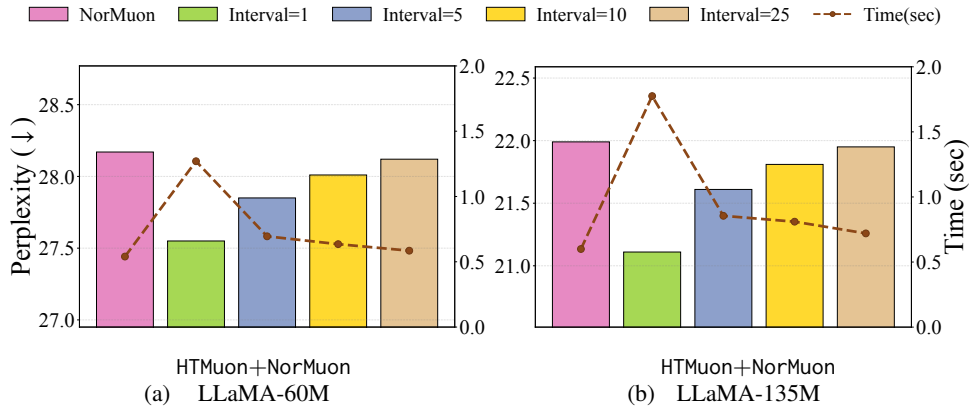 NorMuon Interval=1 Interval=5 Interval=10 Interval=25 Time(sec)
Perplexity (↓)
28.5
28.0
27.5
27.0
2.0
1.5
1.0
0.5
0.0
HTMuon+NorMuon
(a) LLaMA-60M
22.5
22.0
21.5
21.0
2.0
1.5
1.0
0.5
0.0
Time (sec)
HTMuon+NorMuon
(b) LLaMA-135M